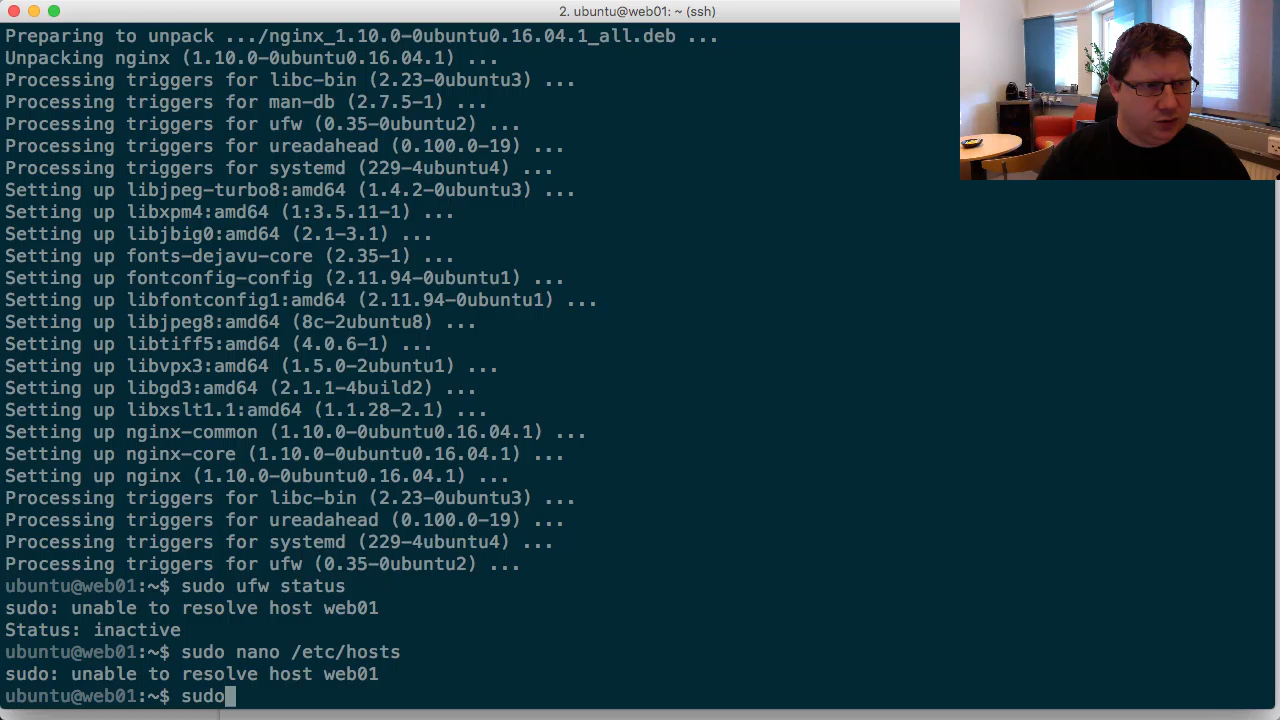 2. ubuntu@web01: ~ (ssh)
Preparing to unpack .../nginx_1.10.0-0ubuntu0.16.04.1_all.deb ...
Unpacking nginx (1.10.0-0ubuntu0.16.04.1) ...
Processing triggers for libc-bin (2.23-0ubuntu3) ...
Processing triggers for man-db (2.7.5-1) ...
Processing triggers for ufw (0.35-0ubuntu2) ...
Processing triggers for ureadahead (0.100.0-19) ...
Processing triggers for systemd (229-4ubuntu4) ...
Setting up libjpeg-turbo8:amd64 (1.4.2-0ubuntu3) ...
Setting up libxpm4:amd64 (1:3.5.11-1) ...
Setting up libjbig0:amd64 (2.1-3.1) ...
Setting up fonts-dejavu-core (2.35-1) ...
Setting up fontconfig-config (2.11.94-0ubuntu1) ...
Setting up libfontconfig1:amd64 (2.11.94-0ubuntu1) ...
Setting up libjpeg8:amd64 (8c-2ubuntu8) ...
Setting up libtiff5:amd64 (4.0.6-1) ...
Setting up libvpx3:amd64 (1.5.0-2ubuntu1) ...
Setting up libgd3:amd64 (2.1.1-4build2) ...
Setting up libxslt1.1:amd64 (1.1.28-2.1) ...
Setting up nginx-common (1.10.0-0ubuntu0.16.04.1) ...
Setting up nginx-core (1.10.0-0ubuntu0.16.04.1) ...
Setting up nginx (1.10.0-0ubuntu0.16.04.1) ...
Processing triggers for libc-bin (2.23-0ubuntu3) ...
Processing triggers for ureadahead (0.100.0-19) ...
Processing triggers for systemd (229-4ubuntu4) ...
Processing triggers for ufw (0.35-0ubuntu2) ...
ubuntu@web01:~$ sudo ufw status
sudo: unable to resolve host web01
Status: inactive
ubuntu@web01:~$ sudo nano /etc/hosts
sudo: unable to resolve host web01
ubuntu@web01:~$ sudo